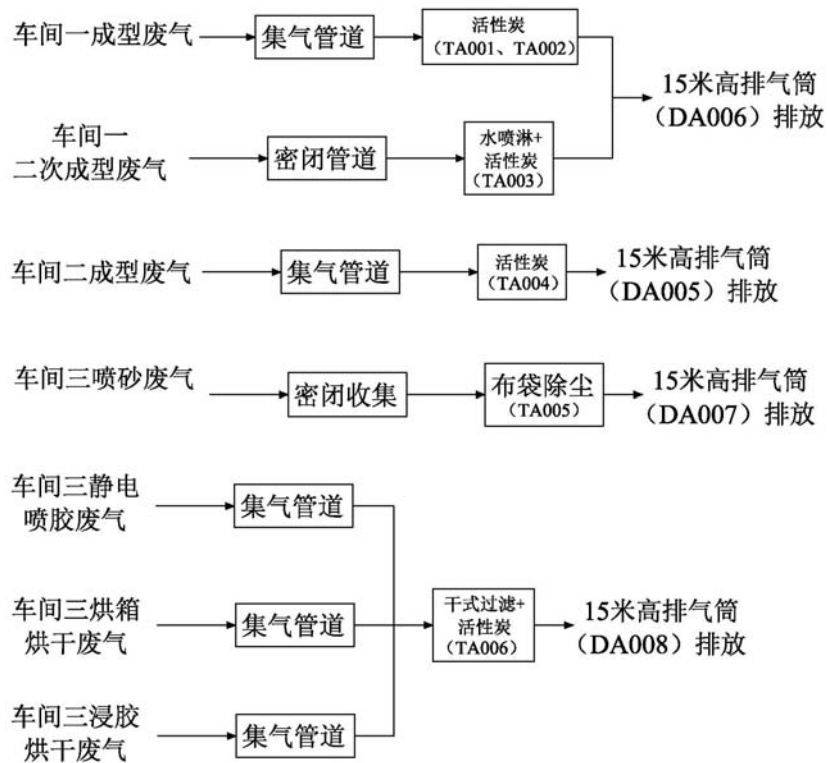 车间一成型废气
集气管道
活性炭
（TA001、TA002）
15米高排气筒
（DA006）排放
车间一
二次成型废气
密闭管道
水喷淋+
活性炭
（TA003）
车间二成型废气
集气管道
活性炭
（TA004）
15米高排气筒
（DA005）排放
车间三喷砂废气
密闭收集
布袋除尘
（TA005）
15米高排气筒
（DA007）排放
车间三静电
喷胶废气
集气管道
车间三烘箱
烘干废气
集气管道
干式过滤+
活性炭
（TA006）
15米高排气筒
（DA008）排放
车间三浸胶
烘干废气
集气管道